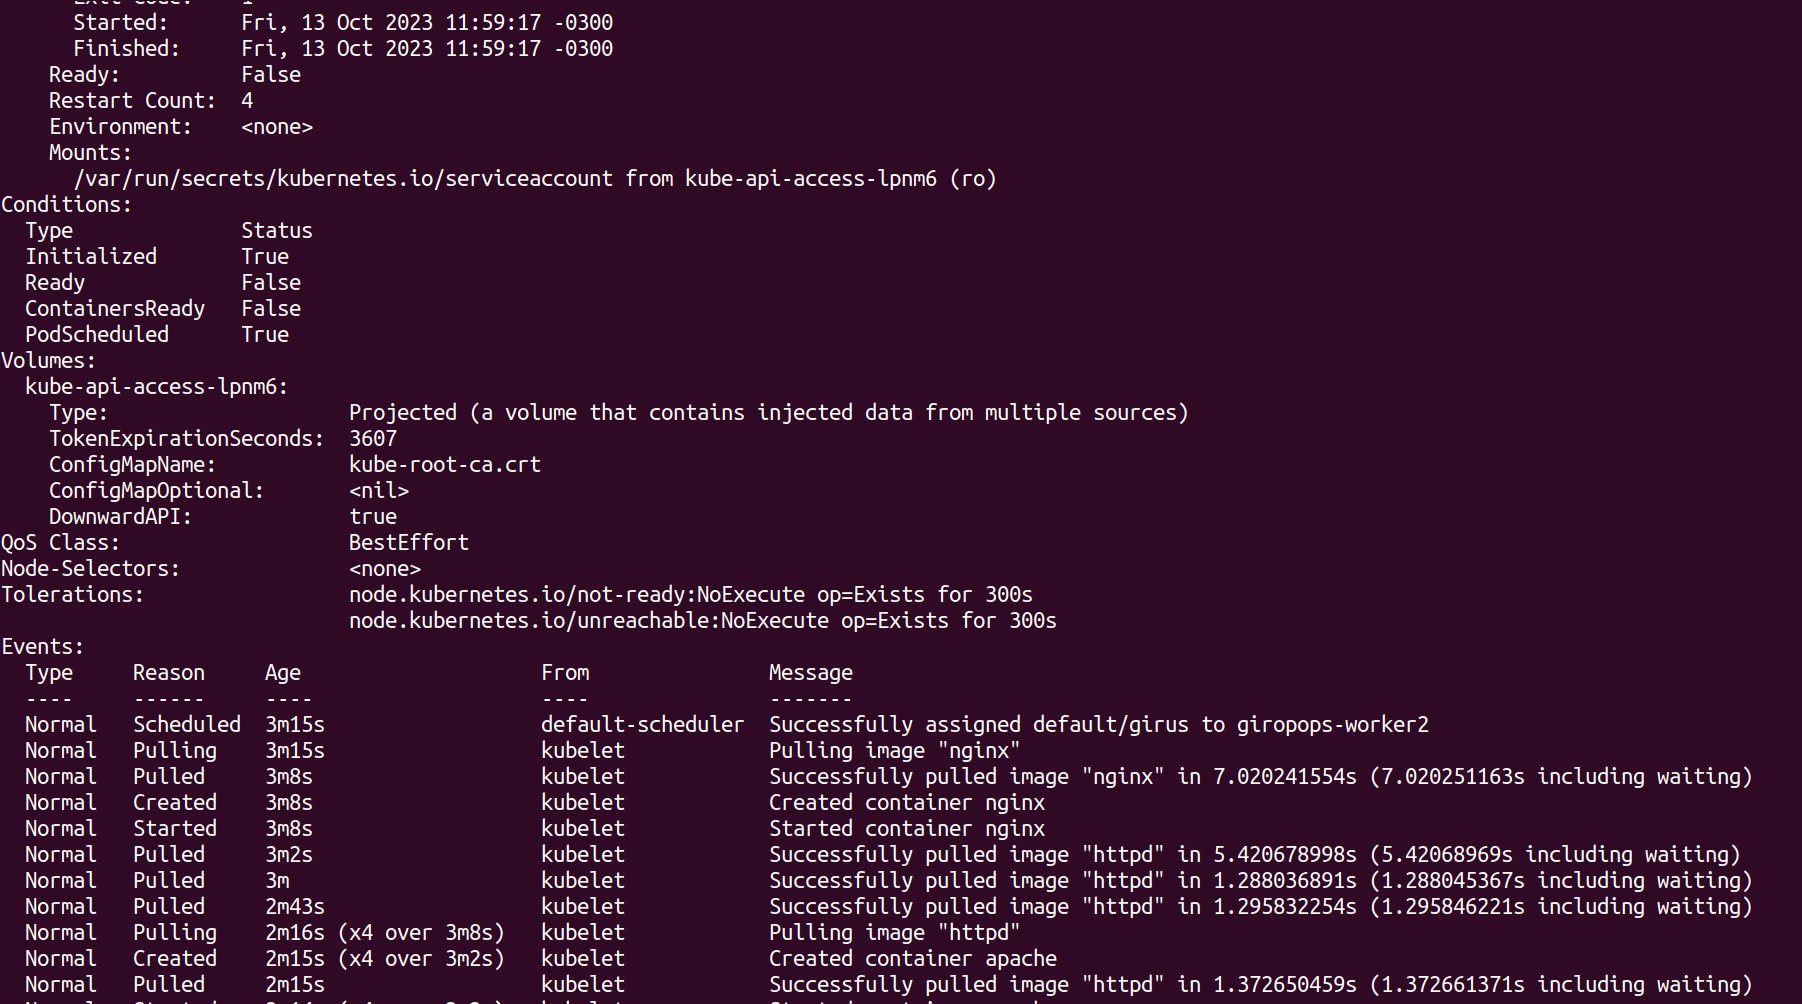 Exit Code:    1
      Started:      Fri, 13 Oct 2023 11:59:17 -0300
      Finished:     Fri, 13 Oct 2023 11:59:17 -0300
    Ready:          False
    Restart Count:  4
    Environment:    <none>
    Mounts:
      /var/run/secrets/kubernetes.io/serviceaccount from kube-api-access-lpnm6 (ro)
Conditions:
  Type              Status
  Initialized       True
  Ready             False
  ContainersReady   False
  PodScheduled      True
Volumes:
  kube-api-access-lpnm6:
    Type:                    Projected (a volume that contains injected data from multiple sources)
    TokenExpirationSeconds:  3607
    ConfigMapName:           kube-root-ca.crt
    ConfigMapOptional:       <nil>
    DownwardAPI:             true
QoS Class:                   BestEffort
Node-Selectors:              <none>
Tolerations:                 node.kubernetes.io/not-ready:NoExecute op=Exists for 300s
                             node.kubernetes.io/unreachable:NoExecute op=Exists for 300s
Events:
  Type     Reason     Age                    From               Message
  ----     ------     ----                   ----               -------
  Normal   Scheduled  3m15s                  default-scheduler  Successfully assigned default/girus to giropops-worker2
  Normal   Pulling    3m15s                  kubelet            Pulling image "nginx"
  Normal   Pulled     3m8s                   kubelet            Successfully pulled image "nginx" in 7.020241554s (7.020251163s including waiting)
  Normal   Created    3m8s                   kubelet            Created container nginx
  Normal   Started    3m8s                   kubelet            Started container nginx
  Normal   Pulled     3m2s                   kubelet            Successfully pulled image "httpd" in 5.420678998s (5.42068969s including waiting)
  Normal   Pulled     3m                     kubelet            Successfully pulled image "httpd" in 1.288036891s (1.288045367s including waiting)
  Normal   Pulled     2m43s                  kubelet            Successfully pulled image "httpd" in 1.295832254s (1.295846221s including waiting)
  Normal   Pulling    2m16s (x4 over 3m8s)   kubelet            Pulling image "httpd"
  Normal   Created    2m15s (x4 over 3m2s)   kubelet            Created container apache
  Normal   Pulled     2m15s                  kubelet            Successfully pulled image "httpd" in 1.372650459s (1.372661371s including waiting)